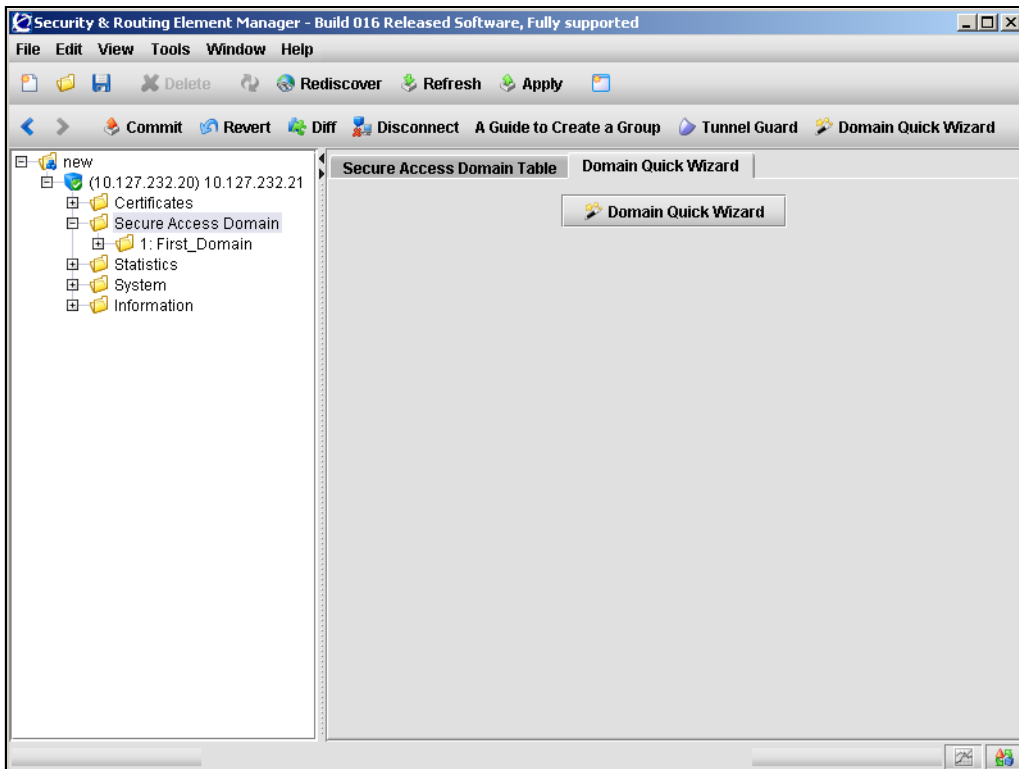 Security & Routing Element Manager - Build 016 Released Software, Fully supported
File Edit View Tools Window Help
Delete Rediscover Refresh Apply
Commit Revert Diff Disconnect A Guide to Create a Group Tunnel Guard Domain Quick Wizard
new
(10.127.232.20) 10.127.232.21
Certificates
Secure Access Domain
1: First_Domain
Statistics
System
Information
Secure Access Domain Table Domain Quick Wizard
Domain Quick Wizard